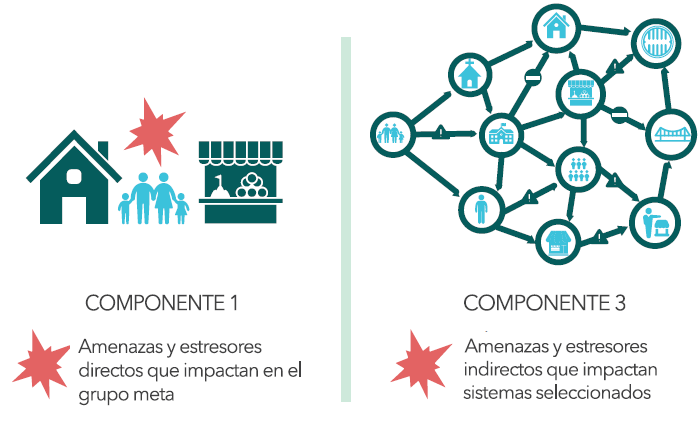 COMPONENTE 1
Amenazas y estresores
directos que impactan en el
grupo meta
COMPONENTE 3
Amenazas y estresores
indirectos que impactan
sistemas seleccionados